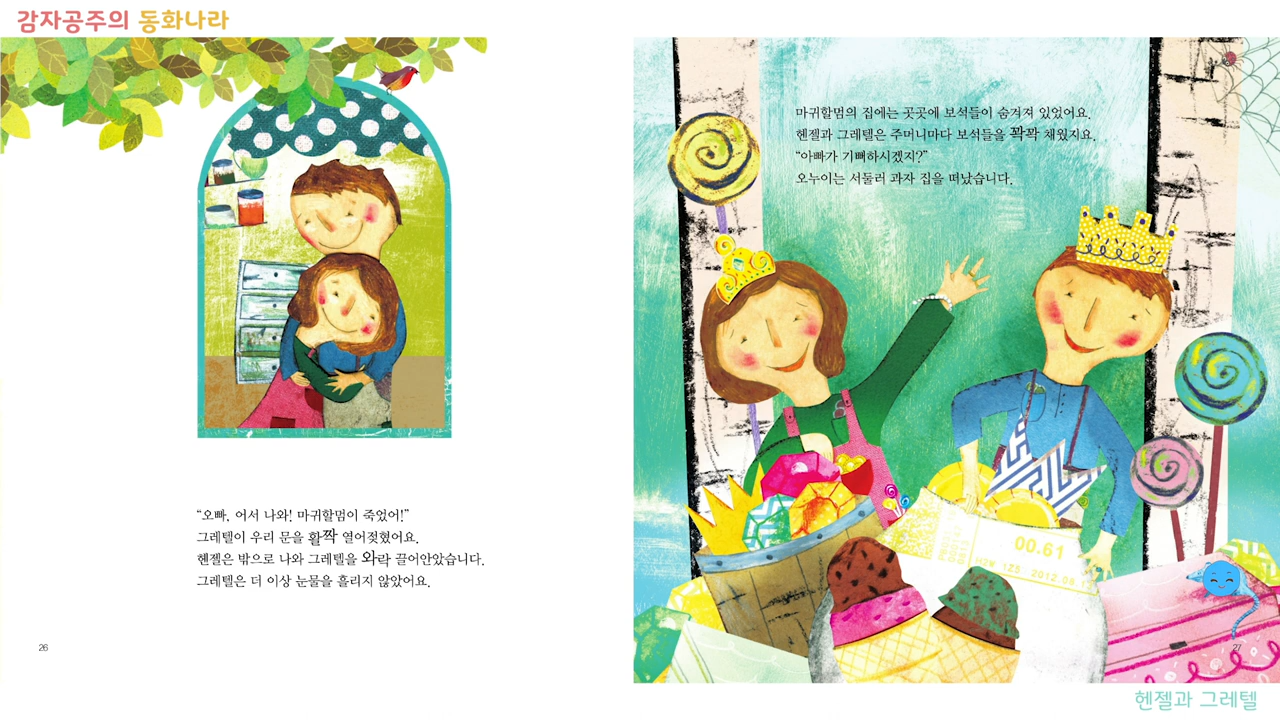 감자공주의 동화나라
“오빠, 어서 나와! 마귀할멈이 죽었어!”
그레텔이 우리 문을 활짝 열어젖혔어요.
헨젤은 밖으로 나와 그레텔을 와락 끌어안았습니다.
그레텔은 더 이상 눈물을 흘리지 않았어요.
26
마귀할멈의 집에는 곳곳에 보석들이 숨겨져 있었어요.
헨젤과 그레텔은 주머니마다 보석들을 꽉꽉 채웠지요.
“아빠가 기뻐하시겠지?”
오누이는 서둘러 과자 집을 떠났습니다.
00.61
125 2012.08
27
헨젤과 그레텔